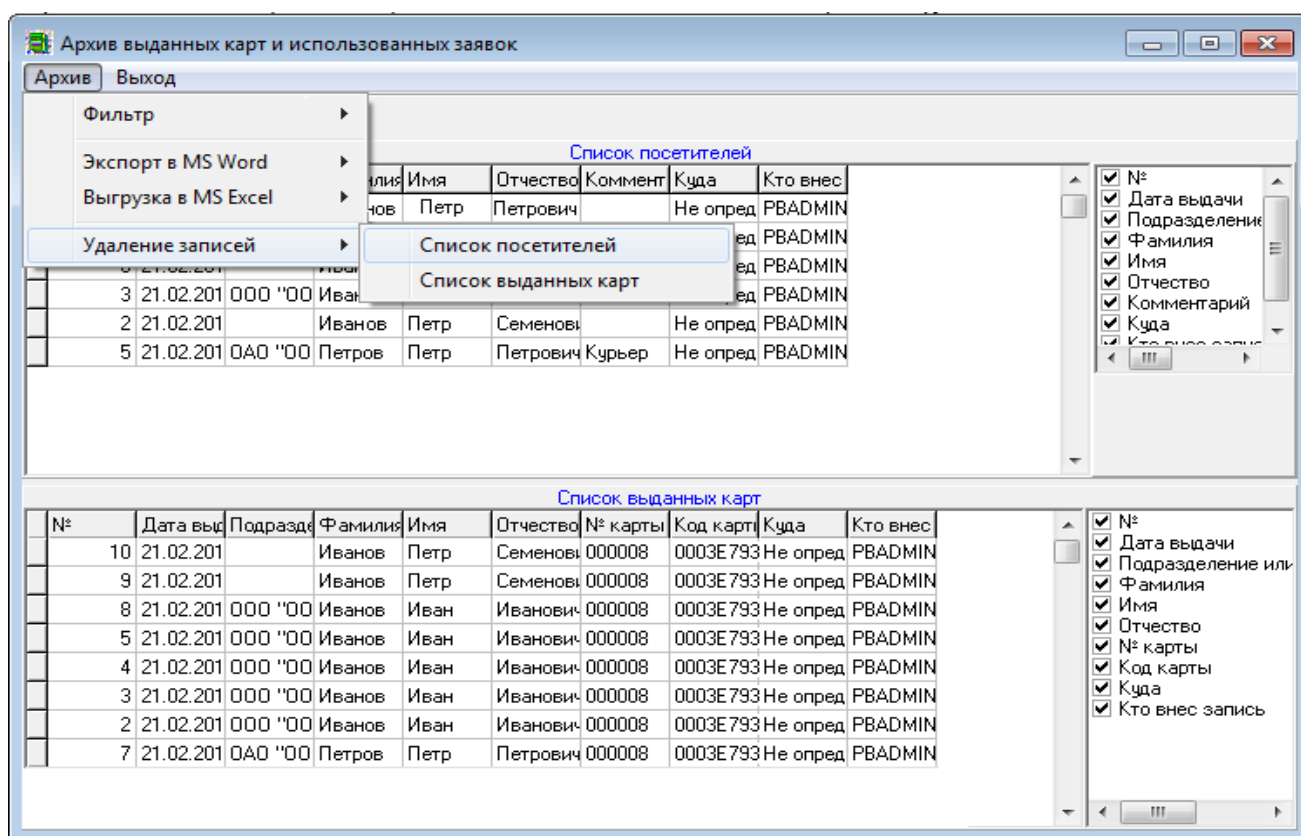 Архив выданных карт и использованных заявок
Архив Выход
Фильтр
Экспорт в MS Word
Выгрузка в MS Excel
Удаление записей
Список посетителей
Список выданных карт
Список посетителей
Имя Отчество Коммент Куда Кто внес
Петр Петрович Не опред PBADMIN
PBADMIN
PBADMIN
3 21.02.201 ООО "ОО Иван PBADMIN
2 21.02.201 Иванов Петр Семенови Не опред PBADMIN
5 21.02.201 ОАО "ОО Петров Петр Петрович Курьер Не опред PBADMIN
№
Дата выдачи
Подразделение
Фамилия
Имя
Отчество
Комментарий
Куда
Список выданных карт
№ Дата выд Подразде Фамилия Имя Отчество № карты Код карт Куда Кто внес
10 21.02.201 Иванов Петр Семенови 000008 0003E793 Не опред PBADMIN
9 21.02.201 Иванов Петр Семенови 000008 0003E793 Не опред PBADMIN
8 21.02.201 ООО "ОО Иванов Иван Иванович 000008 0003E793 Не опред PBADMIN
5 21.02.201 ООО "ОО Иванов Иван Иванович 000008 0003E793 Не опред PBADMIN
4 21.02.201 ООО "ОО Иванов Иван Иванович 000008 0003E793 Не опред PBADMIN
3 21.02.201 ООО "ОО Иванов Иван Иванович 000008 0003E793 Не опред PBADMIN
2 21.02.201 ООО "ОО Иванов Иван Иванович 000008 0003E793 Не опред PBADMIN
7 21.02.201 ОАО "ОО Петров Петр Петрович 000008 0003E793 Не опред PBADMIN
№
Дата выдачи
Подразделение или
Фамилия
Имя
Отчество
№ карты
Код карты
Куда
Кто внес запись